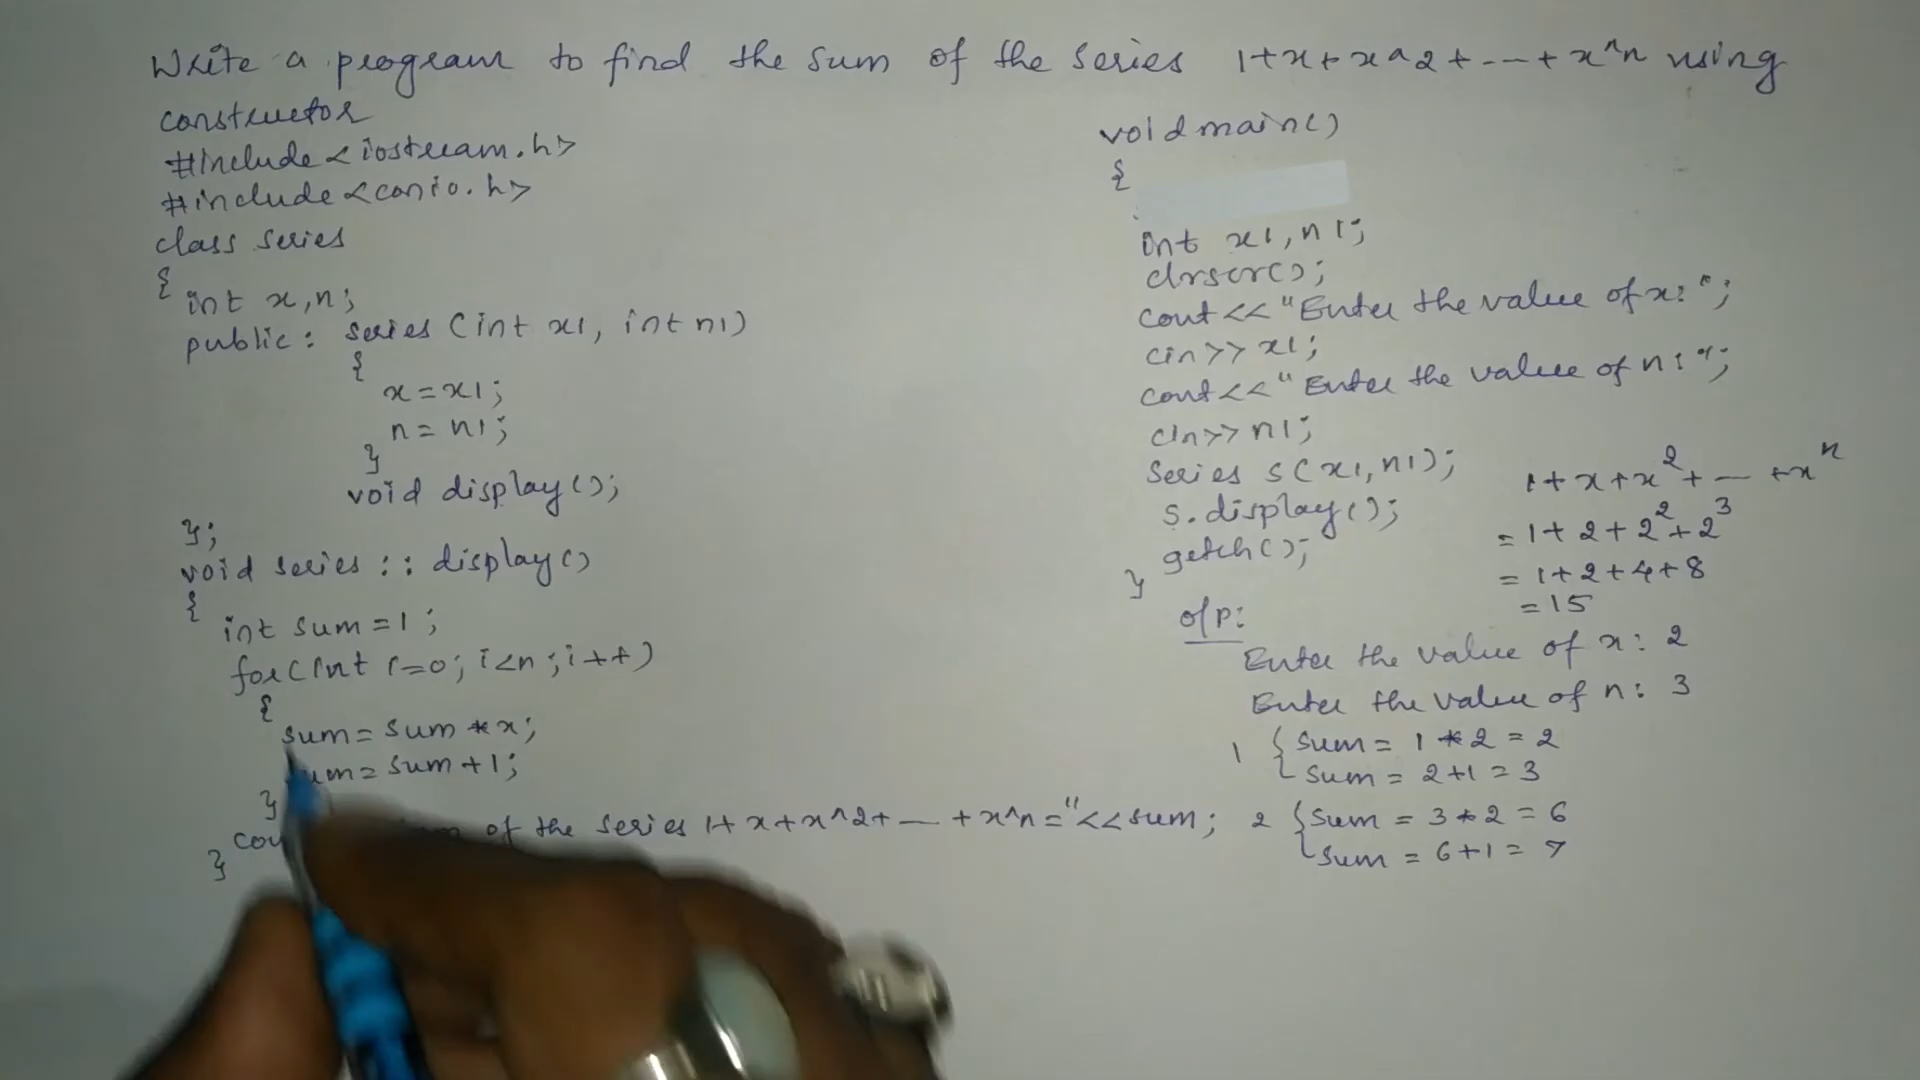 Write a program to find the sum of the series 1+x+x^2+---+x^n using
constructor
#include<iostream.h>
#include<conio.h>
class series
{
int x,n;
public: series (int x1, int n1)
{
x=x1;
n=n1;
}
void display();
};
void series :: display()
{
int sum=1;
for(int i=0; i<n; i++)
{
sum=sum*x;
sum=sum+1;
}
of the series 1+x+x^2+---+x^n="<<sum;
}
void main()
{
int x1,n1;
clrscr();
cout<<"Enter the value of x: ";
cin>>x1;
cout<<"Enter the value of n: ";
cin>>n1;
series s(x1,n1);
s.display();
getch();
}
1+x+x²+---+xⁿ
=1+2+2²+2³
=1+2+4+8
=15
o/p:
Enter the value of x: 2
Enter the value of n: 3
1 { sum = 1*2=2
sum = 2+1=3
2 { sum = 3*2=6
sum = 6+1=7